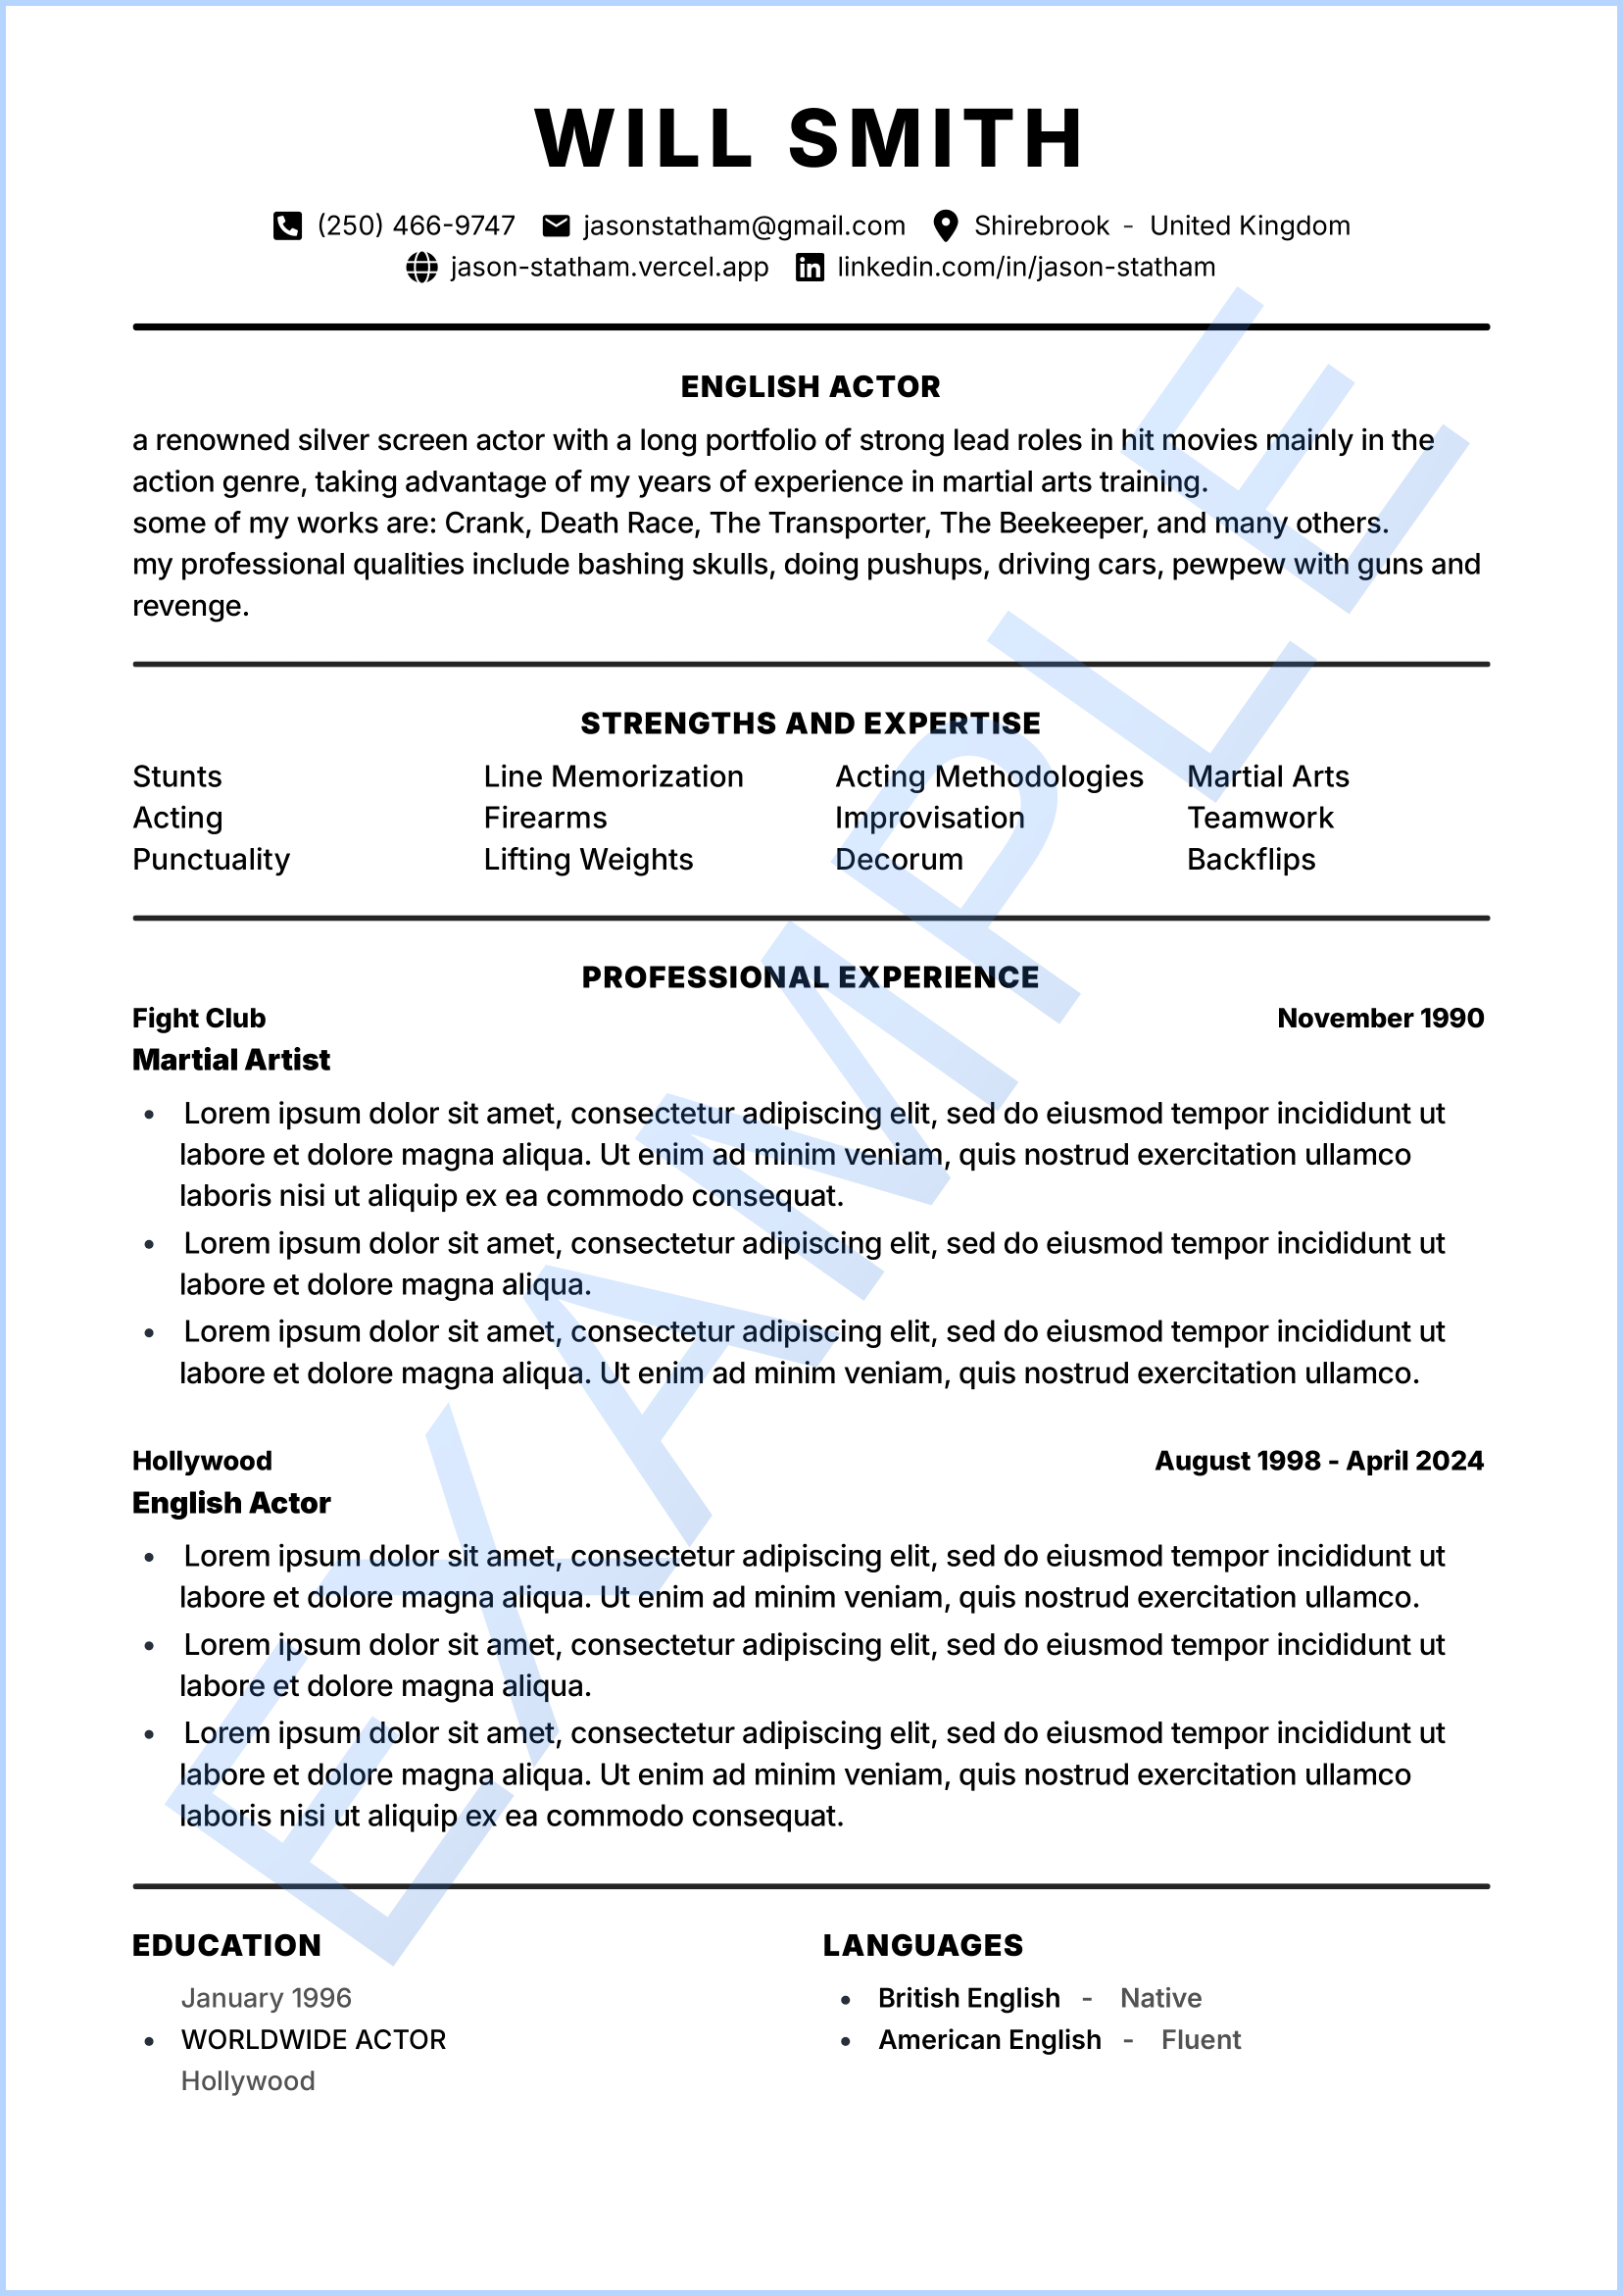 WILL SMITH
(250) 466-9747 jasonstatham@gmail.com Shirebrook - United Kingdom
jason-statham.vercel.app linkedin.com/in/jason-statham
ENGLISH ACTOR
a renowned silver screen actor with a long portfolio of strong lead roles in hit movies mainly in the
action genre, taking advantage of my years of experience in martial arts training.
some of my works are: Crank, Death Race, The Transporter, The Beekeeper, and many others.
my professional qualities include bashing skulls, doing pushups, driving cars, pewpew with guns and
revenge.
STRENGTHS AND EXPERTISE
Stunts Line Memorization Acting Methodologies Martial Arts
Acting Firearms Improvisation Teamwork
Punctuality Lifting Weights Decorum Backflips
PROFESSIONAL EXPERIENCE
Fight Club November 1990
Martial Artist
• Lorem ipsum dolor sit amet, consectetur adipiscing elit, sed do eiusmod tempor incididunt ut
labore et dolore magna aliqua. Ut enim ad minim veniam, quis nostrud exercitation ullamco
laboris nisi ut aliquip ex ea commodo consequat.
• Lorem ipsum dolor sit amet, consectetur adipiscing elit, sed do eiusmod tempor incididunt ut
labore et dolore magna aliqua.
• Lorem ipsum dolor sit amet, consectetur adipiscing elit, sed do eiusmod tempor incididunt ut
labore et dolore magna aliqua. Ut enim ad minim veniam, quis nostrud exercitation ullamco.
Hollywood August 1998 - April 2024
English Actor
• Lorem ipsum dolor sit amet, consectetur adipiscing elit, sed do eiusmod tempor incididunt ut
labore et dolore magna aliqua. Ut enim ad minim veniam, quis nostrud exercitation ullamco.
• Lorem ipsum dolor sit amet, consectetur adipiscing elit, sed do eiusmod tempor incididunt ut
labore et dolore magna aliqua.
• Lorem ipsum dolor sit amet, consectetur adipiscing elit, sed do eiusmod tempor incididunt ut
labore et dolore magna aliqua. Ut enim ad minim veniam, quis nostrud exercitation ullamco
laboris nisi ut aliquip ex ea commodo consequat.
EDUCATION
January 1996
• WORLDWIDE ACTOR
Hollywood
LANGUAGES
• British English - Native
• American English - Fluent
EXAMPLE